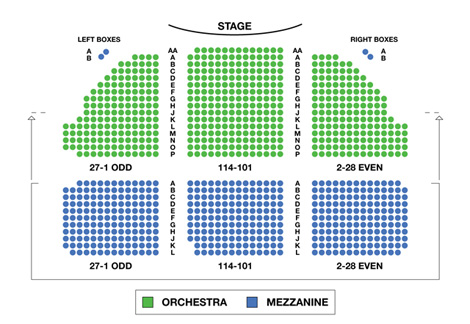 STAGE
LEFT BOXES
RIGHT BOXES
A
B
A
B
AA AA
A A
B B
C C
D D
E E
F F
G G
H H
J J
K K
L L
M M
N N
O O
P P
27-1 ODD 114-101 2-28 EVEN
A A
B B
C C
D D
E E
F F
G G
H H
J J
K K
L L
27-1 ODD 114-101 2-28 EVEN
ORCHESTRA MEZZANINE